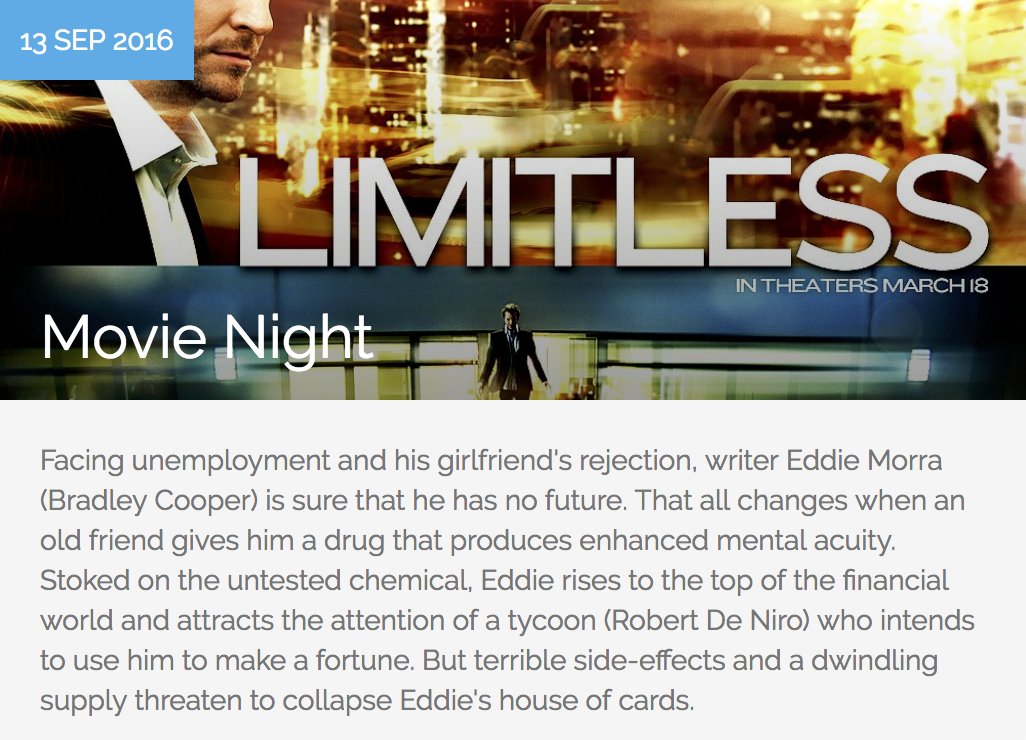 13 SEP 2016
LIMITLESS
IN THEATERS MARCH 18
Movie Night
Facing unemployment and his girlfriend's rejection, writer Eddie Morra
(Bradley Cooper) is sure that he has no future. That all changes when an
old friend gives him a drug that produces enhanced mental acuity.
Stoked on the untested chemical, Eddie rises to the top of the financial
world and attracts the attention of a tycoon (Robert De Niro) who intends
to use him to make a fortune. But terrible side-effects and a dwindling
supply threaten to collapse Eddie's house of cards.